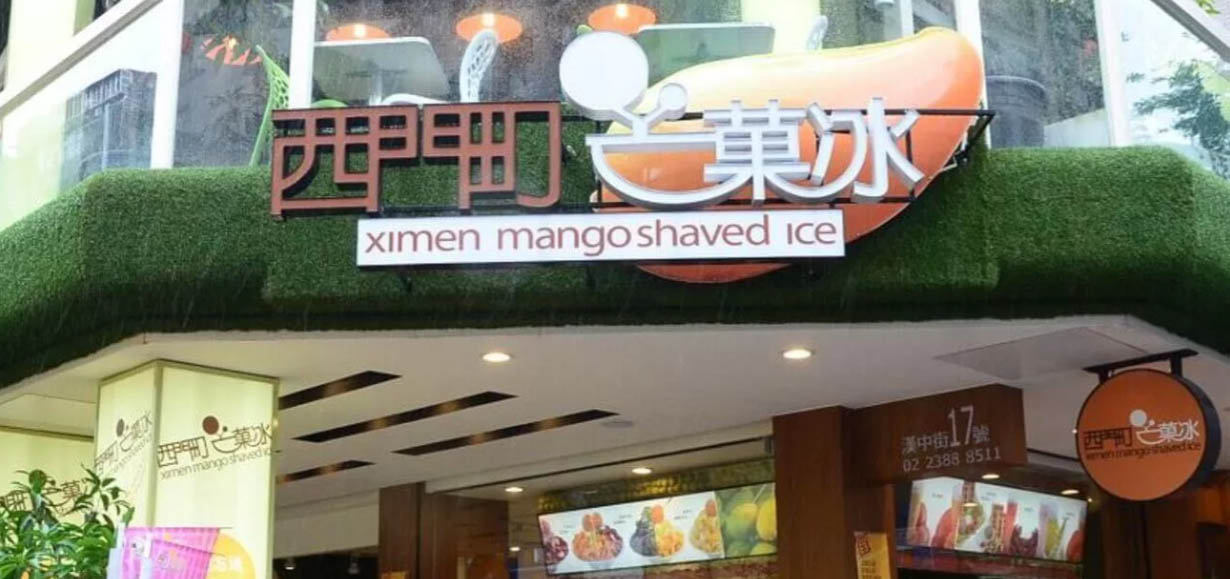 西門町芒菓冰
ximen mango shaved ice
西門町芒菓冰
ximen mango shaved ice
漢中街17號
02 2388 8511
西門町芒菓冰
ximen mango shaved ice